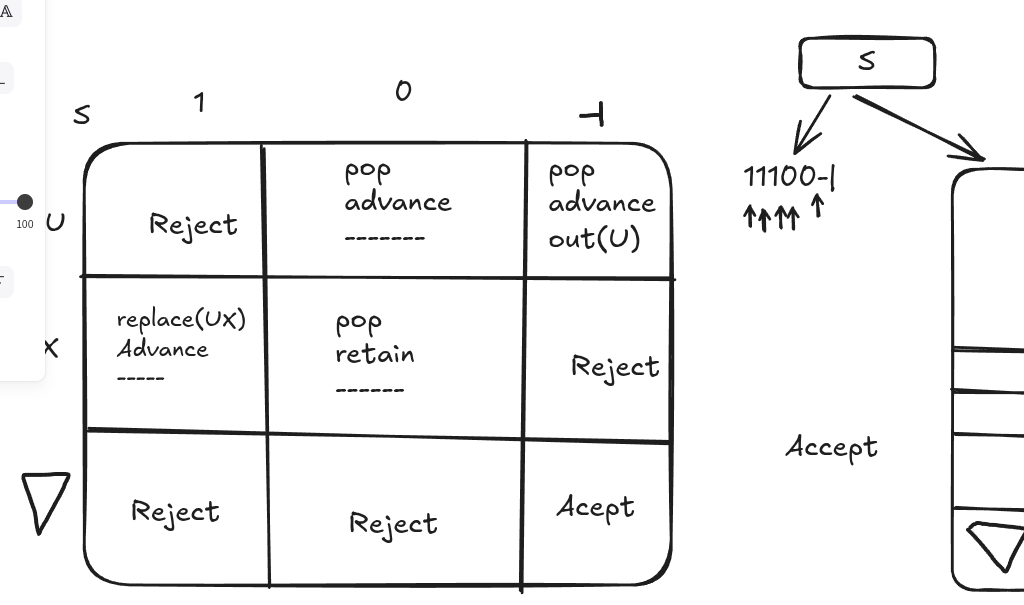 A
100
S
1
0
⊣
U
Reject
pop
advance
-------
pop
advance
out(U)
X
replace(UX)
Advance
-----
pop
retain
------
Reject
Reject
Reject
Acept
S
11100-|
Accept